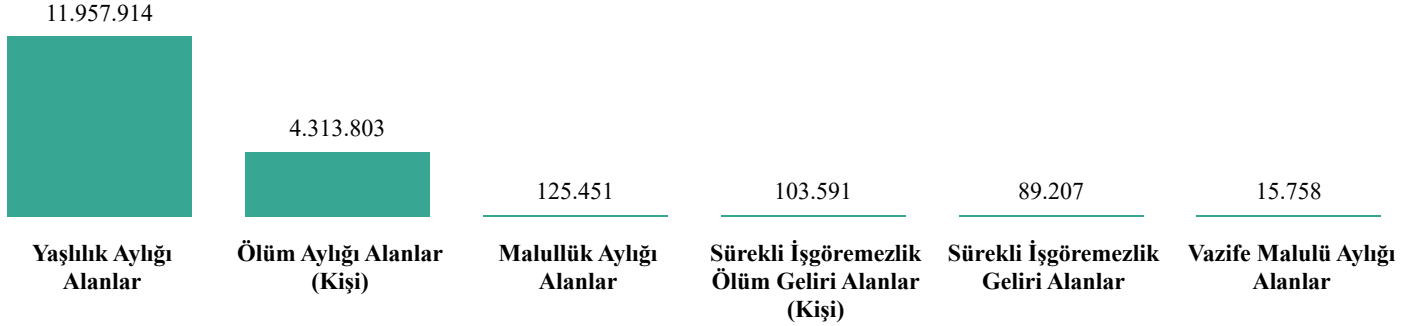 11.957.914
4.313.803
125.451
103.591
89.207
15.758
Yaşlılık Aylığı
Alanlar
Ölüm Aylığı Alanlar
(Kişi)
Malullük Aylığı
Alanlar
Sürekli İşgöremezlik
Ölüm Geliri Alanlar
(Kişi)
Sürekli İşgöremezlik
Geliri Alanlar
Vazife Malulü Aylığı
Alanlar